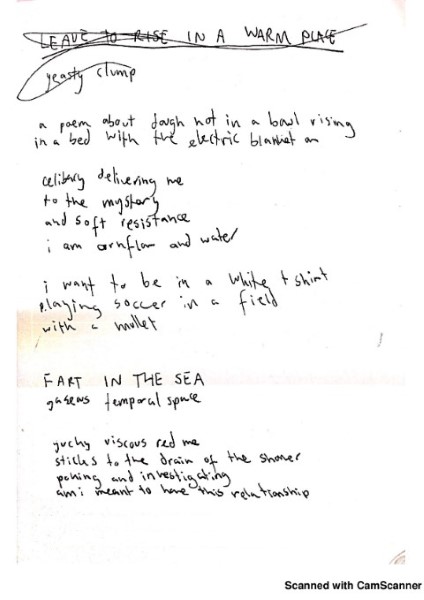 LEAVE TO RISE IN A WARM PLACE
yeasty clump
a poem about dough not in a bowl rising
in a bed with the electric blanket on
celibacy delivering me
to the mystery
and soft resistance
i am cornflour and water
i want to be in a white t shirt
playing soccer in a field
with a mullet
FART IN THE SEA
gaseus temporal space
yuchy viscous red me
sticks to the drain of the shower
poking and investigating
am i meant to have this relationship
Scanned with CamScanner